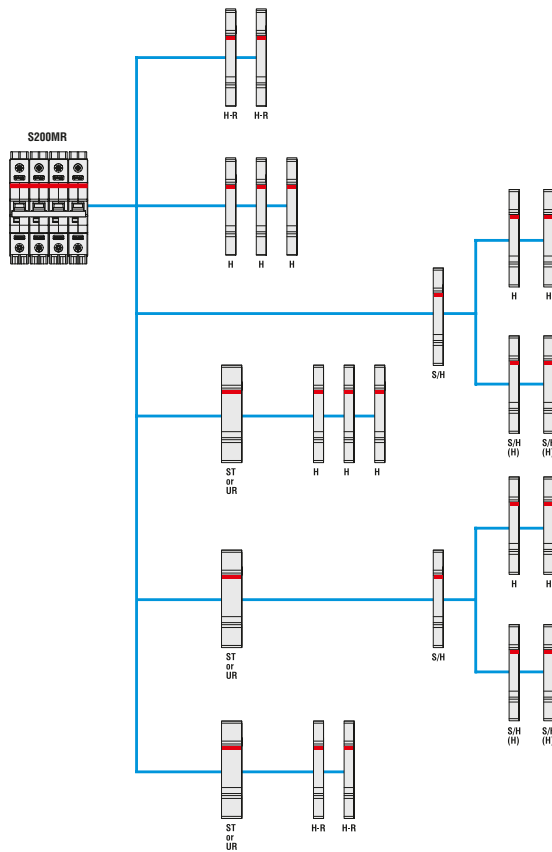 H-R H-R
S200MR
H H H
H H
S/H
S/H S/H
(H) (H)
ST H H H
or
UR
H H
ST S/H
or
UR
S/H S/H
(H) (H)
ST H-R H-R
or
UR